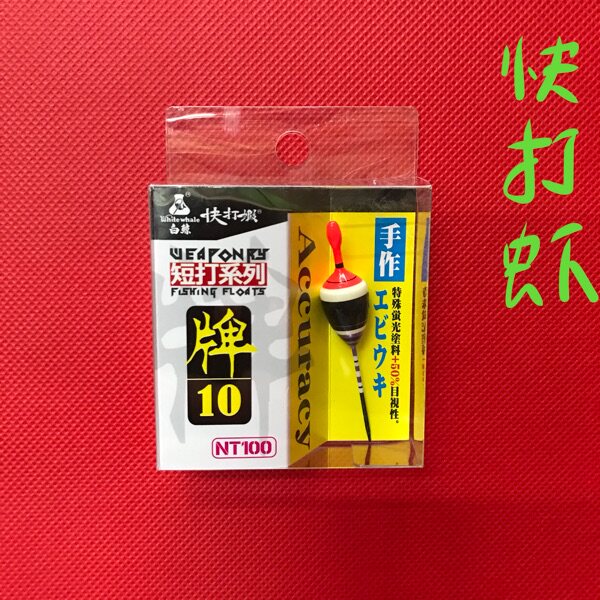 快打虾
White whale
白鯨
快打蝦®
WEAPONRY
短打系列
FISHING FLOATS
牌
10
NT100
Accuracy
手作
エビウキ
特殊螢光塗料+50%目視性。